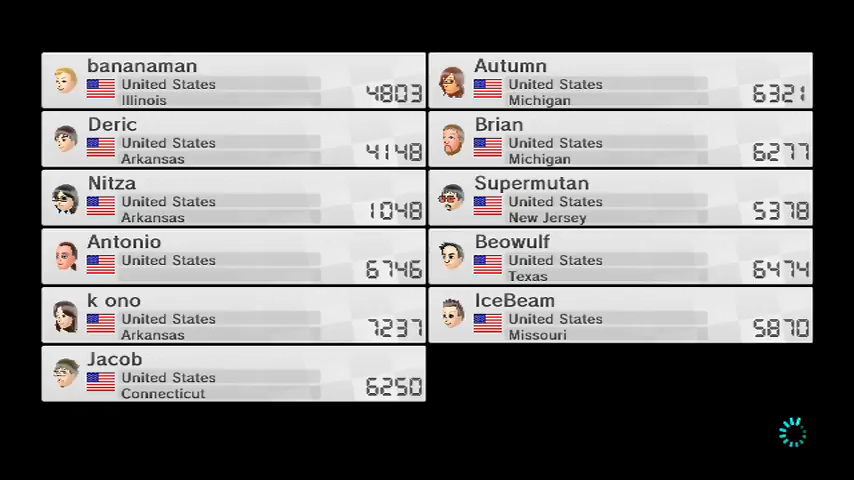 bananaman
United States
Illinois
4803
Deric
United States
Arkansas
4148
Nitza
United States
Arkansas
1048
Antonio
United States
6746
k ono
United States
Arkansas
7237
Jacob
United States
Connecticut
6250
Autumn
United States
Michigan
6321
Brian
United States
Michigan
6277
Supermutan
United States
New Jersey
5378
Beowulf
United States
Texas
6474
IceBeam
United States
Missouri
5870